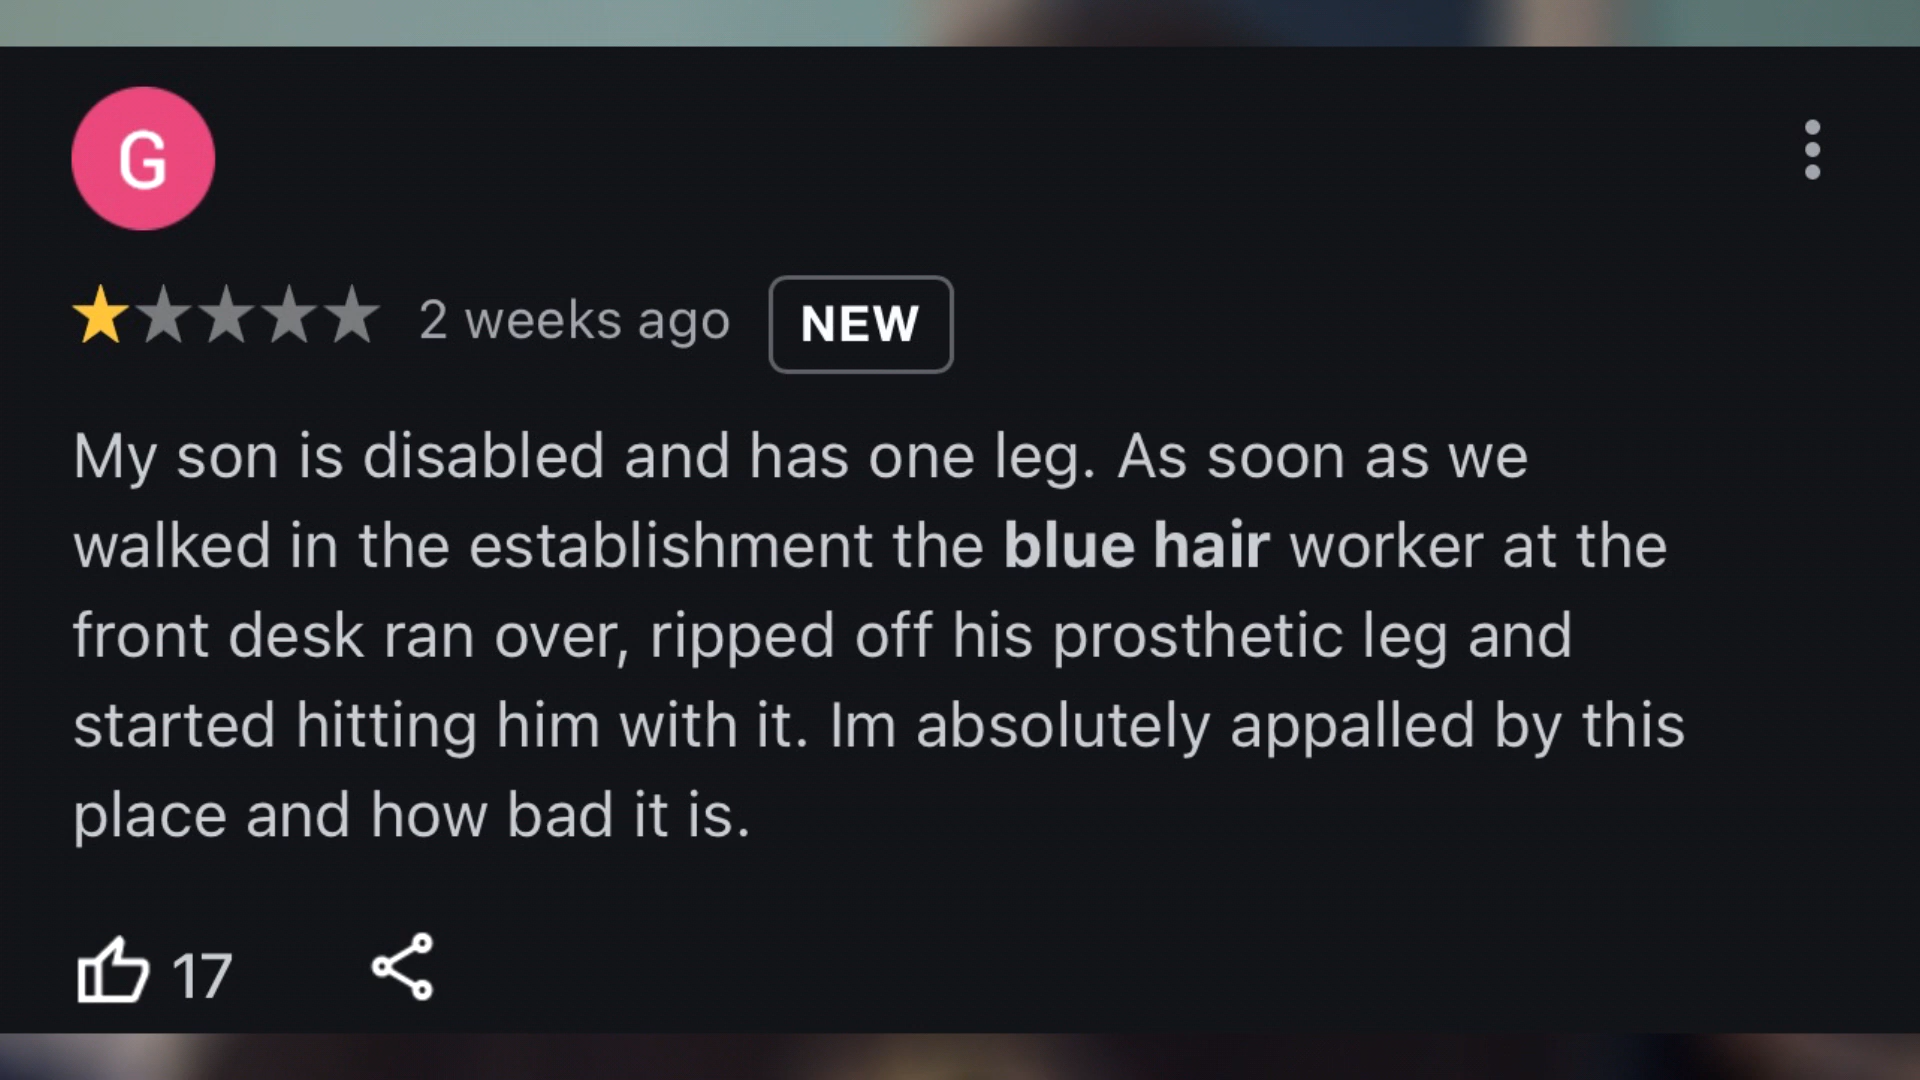 G
2 weeks ago NEW
My son is disabled and has one leg. As soon as we
walked in the establishment the blue hair worker at the
front desk ran over, ripped off his prosthetic leg and
started hitting him with it. Im absolutely appalled by this
place and how bad it is.
17